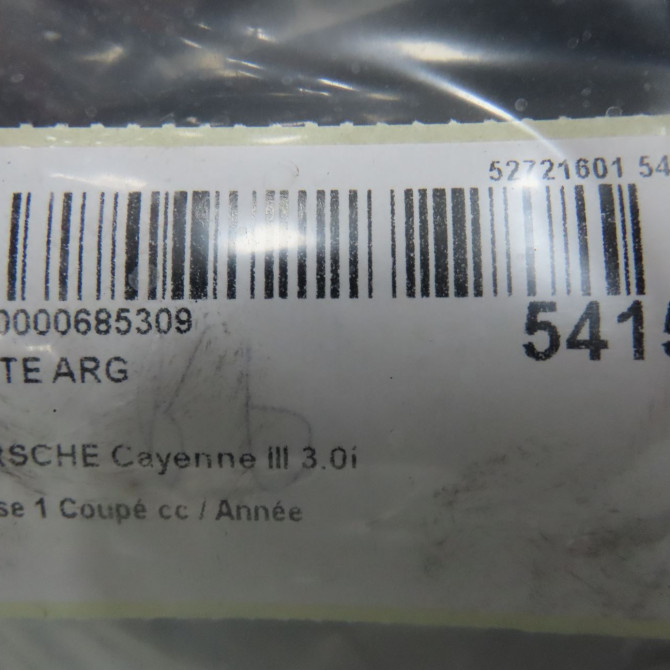 52721601 54
0000685309
5415
TE ARG
RSCHE Cayenne III 3.0i
se 1 Coupé cc / Année